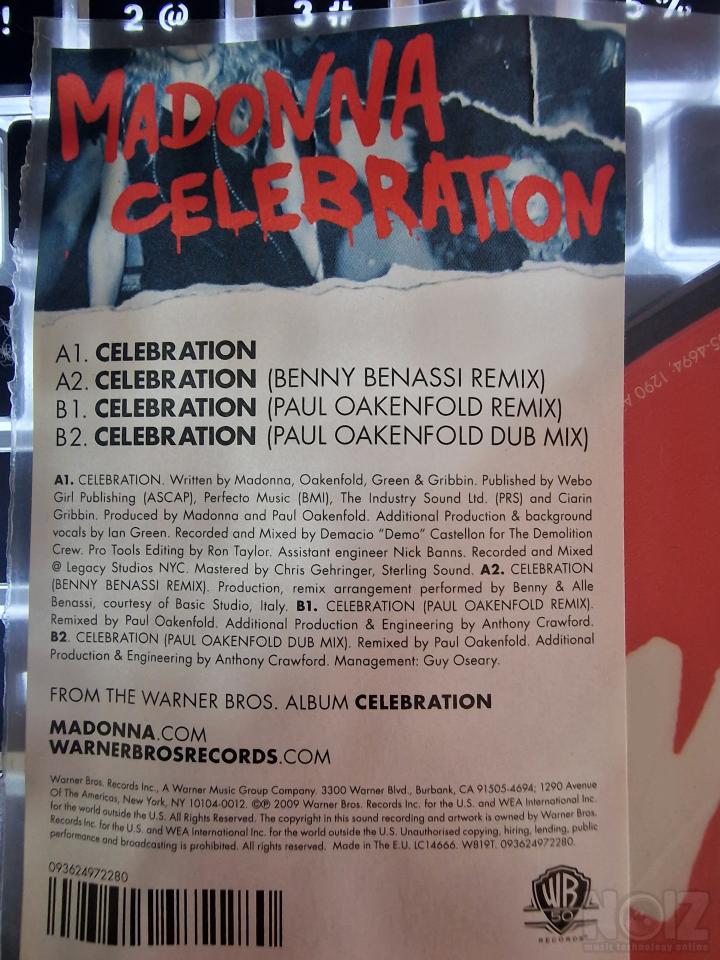 ! 2 @ 3 # 4 5 %
MADONNA
CELEBRATION
A1. CELEBRATION
A2. CELEBRATION (BENNY BENASSI REMIX)
B1. CELEBRATION (PAUL OAKENFOLD REMIX)
B2. CELEBRATION (PAUL OAKENFOLD DUB MIX)
A1. CELEBRATION. Written by Madonna, Oakenfold, Green & Gribbin. Published by Webo
Girl Publishing (ASCAP), Perfecto Music (BMI), The Industry Sound Ltd. (PRS) and Ciarin
Gribbin. Produced by Madonna and Paul Oakenfold. Additional Production & background
vocals by Ian Green. Recorded and Mixed by Demacio "Demo" Castellon for The Demolition
Crew. Pro Tools Editing by Ron Taylor. Assistant engineer Nick Banns. Recorded and Mixed
@ Legacy Studios NYC. Mastered by Chris Gehringer, Sterling Sound. A2. CELEBRATION
(BENNY BENASSI REMIX). Production, remix arrangement performed by Benny & Alle
Benassi, courtesy of Basic Studio, Italy. B1. CELEBRATION (PAUL OAKENFOLD REMIX).
Remixed by Paul Oakenfold. Additional Production & Engineering by Anthony Crawford.
B2. CELEBRATION (PAUL OAKENFOLD DUB MIX). Remixed by Paul Oakenfold. Additional
Production & Engineering by Anthony Crawford. Management: Guy Oseary.
FROM THE WARNER BROS. ALBUM CELEBRATION
MADONNA.COM
WARNERBROSRECORDS.COM
Warner Bros. Records Inc., A Warner Music Group Company. 3300 Warner Blvd., Burbank, CA 91505-4694; 1290 Avenue
Of The Americas, New York, NY 10104-0012. ©℗ 2009 Warner Bros. Records Inc. for the U.S. and WEA International Inc.
for the world outside the U.S. All Rights Reserved. The copyright in this sound recording and artwork is owned by Warner Bros.
Records Inc. for the U.S. and WEA International Inc. for the world outside the U.S. Unauthorised copying, hiring, lending, public
performance and broadcasting is prohibited. All rights reserved. Made in The E.U. LC14666. W819T. 093624972280.
093624972280
WB
50
RECORDS
NOIZ
music technology online
05-4694; 1290 A